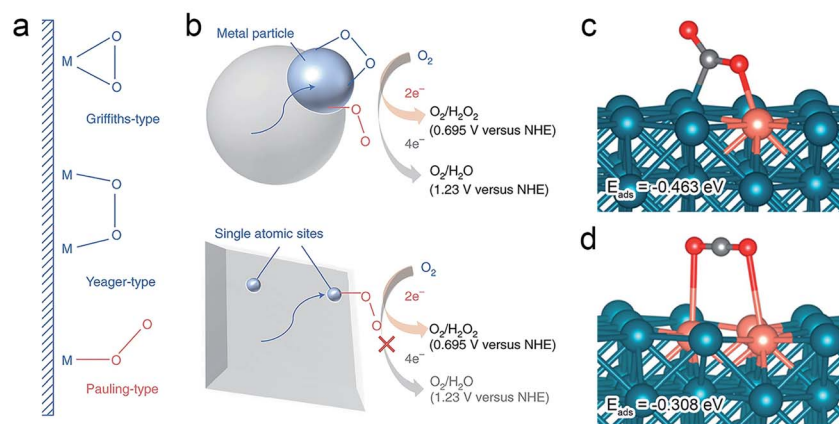 a
M
O
O
Griffiths-type
M
O
M
O
Yeager-type
O
M
O
Pauling-type
b
Metal particle
O
O
O
O
O₂
2e⁻
O₂/H₂O₂
(0.695 V versus NHE)
4e⁻
O₂/H₂O
(1.23 V versus NHE)
Single atomic sites
O
O
O₂
2e⁻
O₂/H₂O₂
(0.695 V versus NHE)
4e⁻
O₂/H₂O
(1.23 V versus NHE)
c
Eads = -0.463 eV
d
Eads = -0.308 eV